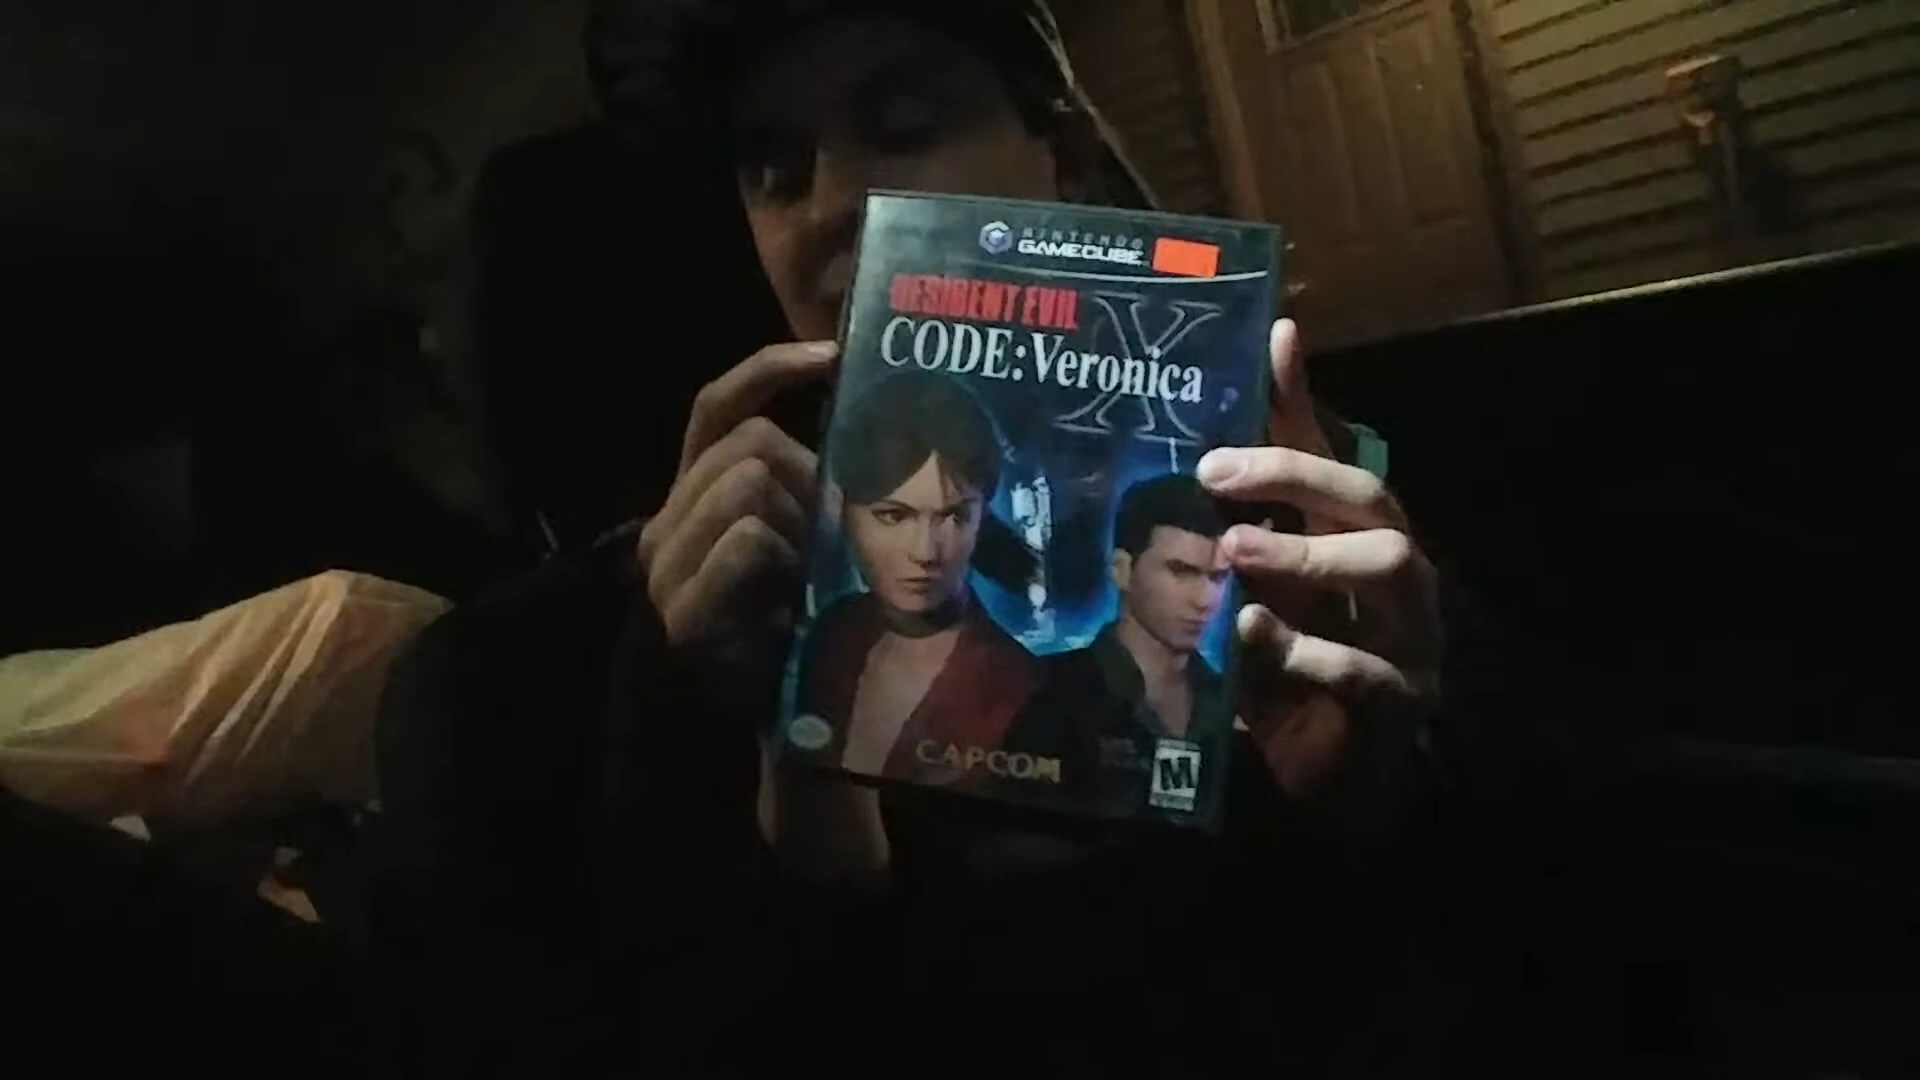 NINTENDO
GAMECUBE
RESIDENT EVIL
CODE:Veronica
X
CAPCOM
M